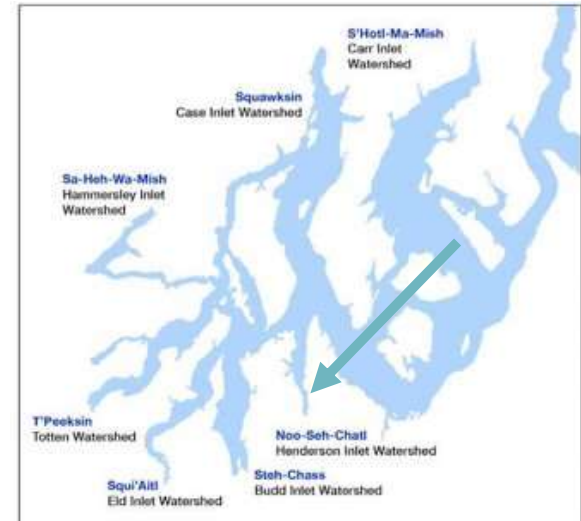 S'Hotl-Ma-Mish
Carr Inlet
Watershed
Squawksin
Case Inlet Watershed
Sa-Heh-Wa-Mish
Hammersley Inlet
Watershed
T'Peeksin
Totten Watershed
Noo-Seh-Chatl
Henderson Inlet Watershed
Steh-Chass
Budd Inlet Watershed
Squi'Aitl
Eld Inlet Watershed